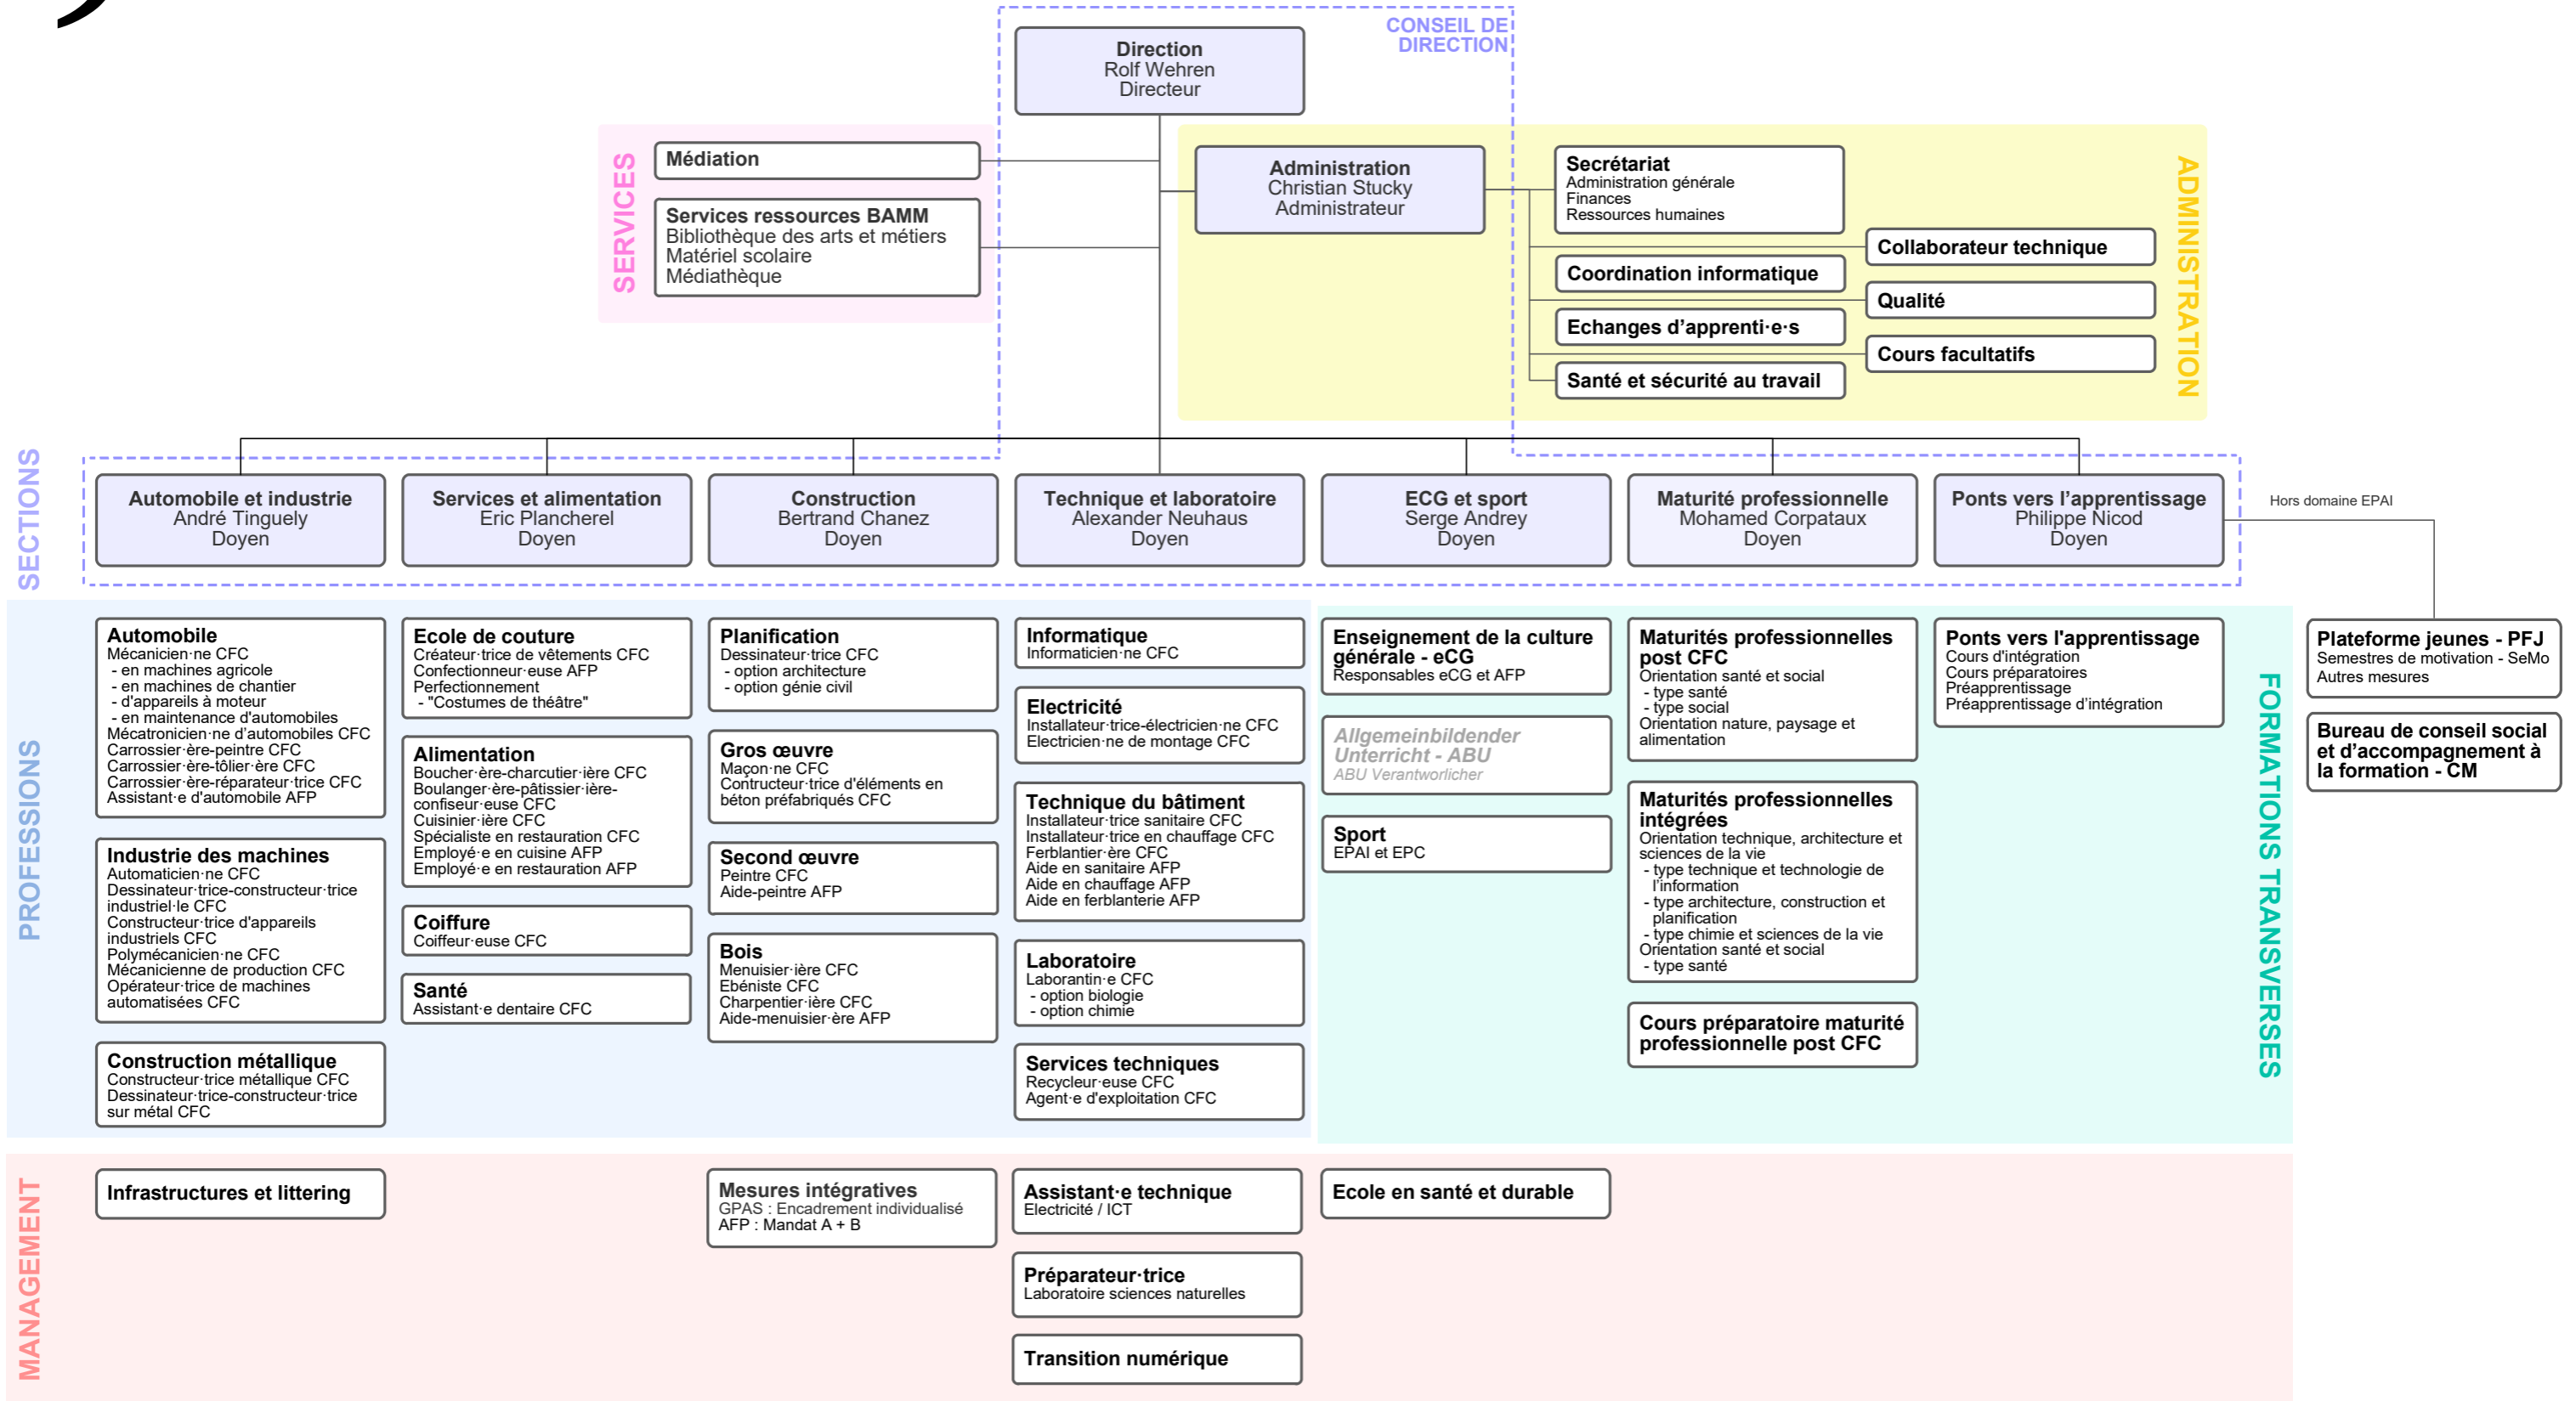 CONSEIL DE
DIRECTION
Direction
Rolf Wehren
Directeur
SERVICES
Médiation
Services ressources BAMM
Bibliothèque des arts et métiers
Matériel scolaire
Médiathèque
Administration
Christian Stucky
Administrateur
Secrétariat
Administration générale
Finances
Ressources humaines
Collaborateur technique
Coordination informatique
Qualité
Echanges d'apprenti·e·s
Cours facultatifs
Santé et sécurité au travail
ADMINISTRATION
SECTIONS
Automobile et industrie
André Tinguely
Doyen
Services et alimentation
Eric Plancherel
Doyen
Construction
Bertrand Chanez
Doyen
Technique et laboratoire
Alexander Neuhaus
Doyen
ECG et sport
Serge Andrey
Doyen
Maturité professionnelle
Mohamed Corpataux
Doyen
Ponts vers l'apprentissage
Philippe Nicod
Doyen
Hors domaine EPAI
PROFESSIONS
Automobile
Mécanicien·ne CFC
- en machines agricole
- en machines de chantier
- d'appareils à moteur
- en maintenance d'automobiles
Mécatronicien·ne d'automobiles CFC
Carrossier·ère-peintre CFC
Carrossier·ère-tôlier·ère CFC
Carrossier·ère-réparateur·trice CFC
Assistant·e d'automobile AFP
Industrie des machines
Automaticien·ne CFC
Dessinateur·trice-constructeur·trice
industriel·le CFC
Constructeur·trice d'appareils
industriels CFC
Polymécanicien·ne CFC
Mécanicienne de production CFC
Opérateur·trice de machines
automatisées CFC
Construction métallique
Constructeur·trice métallique CFC
Dessinateur·trice-constructeur·trice
sur métal CFC
Ecole de couture
Créateur·trice de vêtements CFC
Confectionneur·euse AFP
Perfectionnement
- "Costumes de théâtre"
Alimentation
Boucher·ère-charcutier·ière CFC
Boulanger·ère-pâtissier·ière-
confiseur·euse CFC
Cuisinier·ière CFC
Spécialiste en restauration CFC
Employé·e en cuisine AFP
Employé·e en restauration AFP
Coiffure
Coiffeur·euse CFC
Santé
Assistant·e dentaire CFC
Planification
Dessinateur·trice CFC
- option architecture
- option génie civil
Gros œuvre
Maçon·ne CFC
Contructeur·trice d'éléments en
béton préfabriqués CFC
Second œuvre
Peintre CFC
Aide-peintre AFP
Bois
Menuisier·ière CFC
Ebéniste CFC
Charpentier·ière CFC
Aide-menuisier·ère AFP
Informatique
Informaticien·ne CFC
Electricité
Installateur·trice-électricien·ne CFC
Electricien·ne de montage CFC
Technique du bâtiment
Installateur·trice sanitaire CFC
Installateur·trice en chauffage CFC
Ferblantier·ère CFC
Aide en sanitaire AFP
Aide en chauffage AFP
Aide en ferblanterie AFP
Laboratoire
Laborantin·e CFC
- option biologie
- option chimie
Services techniques
Recycleur·euse CFC
Agent·e d'exploitation CFC
Enseignement de la culture
générale - eCG
Responsables eCG et AFP
Allgemeinbildender
Unterricht - ABU
ABU Verantworlicher
Sport
EPAI et EPC
Maturités professionnelles
post CFC
Orientation santé et social
- type santé
- type social
Orientation nature, paysage et
alimentation
Maturités professionnelles
intégrées
Orientation technique, architecture et
sciences de la vie
- type technique et technologie de
l'information
- type architecture, construction et
planification
- type chimie et sciences de la vie
Orientation santé et social
- type santé
Cours préparatoire maturité
professionnelle post CFC
Ponts vers l'apprentissage
Cours d'intégration
Cours préparatoires
Préapprentissage
Préapprentissage d'intégration
FORMATIONS TRANSVERSES
Plateforme jeunes - PFJ
Semestres de motivation - SeMo
Autres mesures
Bureau de conseil social
et d'accompagnement à
la formation - CM
MANAGEMENT
Infrastructures et littering
Mesures intégratives
GPAS : Encadrement individualisé
AFP : Mandat A + B
Assistant·e technique
Electricité / ICT
Préparateur·trice
Laboratoire sciences naturelles
Transition numérique
Ecole en santé et durable